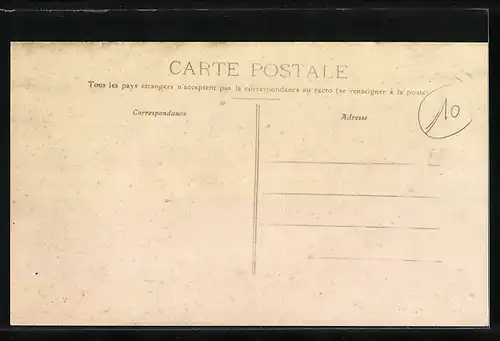 CARTE POSTALE
Tous les pays étrangers n'acceptent pas la correspondance au recto (se renseigner à la poste)
10
Correspondance Adresse